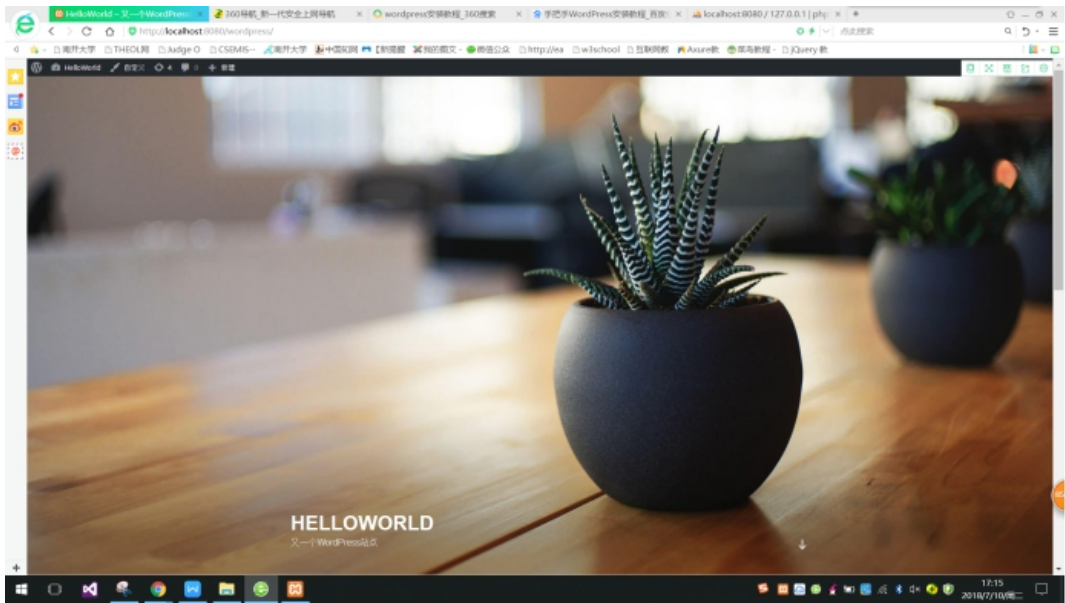 HelloWorld – 又一个WordPress
360导航_新一代安全上网导航
wordpress安装教程_360搜索
手把手WordPress安装教程_百度
localhost:8080 / 127.0.0.1 | php
http://localhost:8080/wordpress/
点此搜索
南开大学
THEOL网
Judge O
CSEMIS-
南开大学
中国知网
【新提醒
我的图文 -
微信公众
http://ea
w3school
互联网教
Axure教
菜鸟教程 -
jQuery 教
HelloWorld
自定义
4
0
新建
HELLOWORLD
又一个WordPress站点
17:15
2018/7/10/周二